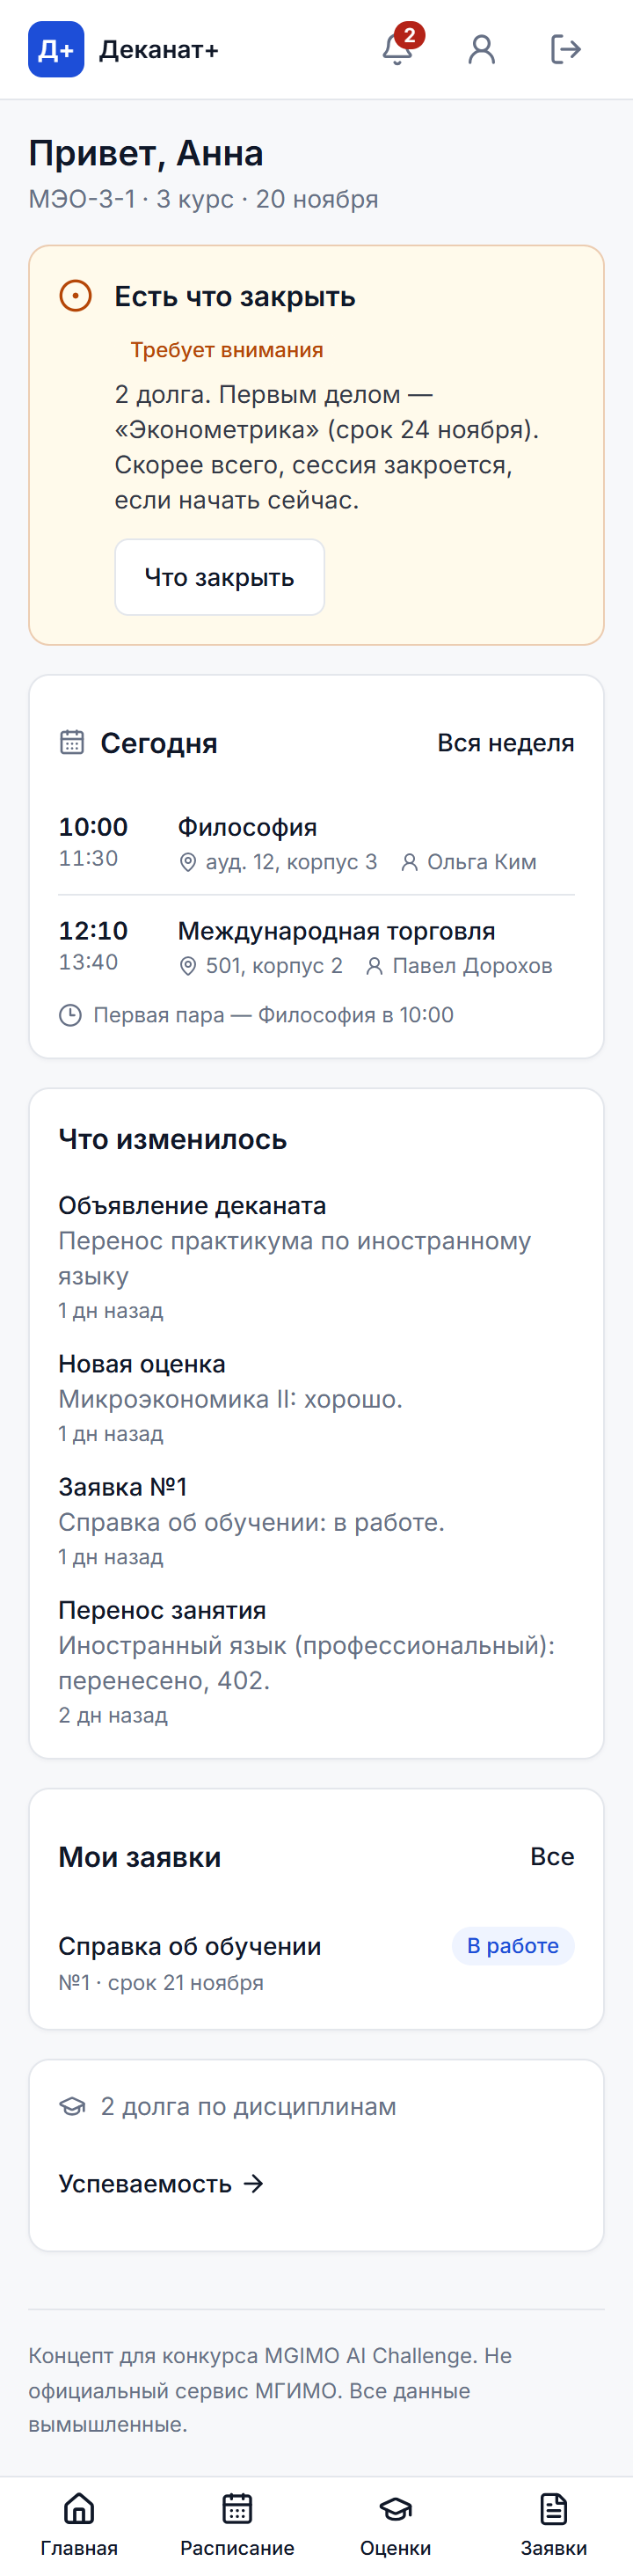 Д+ Деканат+ 2
Привет, Анна
МЭО-3-1 · 3 курс · 20 ноября
Есть что закрыть
Требует внимания
2 долга. Первым делом —
«Эконометрика» (срок 24 ноября).
Скорее всего, сессия закроется,
если начать сейчас.
Что закрыть
Сегодня Вся неделя
10:00 Философия
11:30 ауд. 12, корпус 3 Ольга Ким
12:10 Международная торговля
13:40 501, корпус 2 Павел Дорохов
Первая пара — Философия в 10:00
Что изменилось
Объявление деканата
Перенос практикума по иностранному
языку
1 дн назад
Новая оценка
Микроэкономика II: хорошо.
1 дн назад
Заявка №1
Справка об обучении: в работе.
1 дн назад
Перенос занятия
Иностранный язык (профессиональный):
перенесено, 402.
2 дн назад
Мои заявки Все
Справка об обучении В работе
№1 · срок 21 ноября
2 долга по дисциплинам
Успеваемость →
Концепт для конкурса MGIMO AI Challenge. Не
официальный сервис МГИМО. Все данные
вымышленные.
Главная Расписание Оценки Заявки